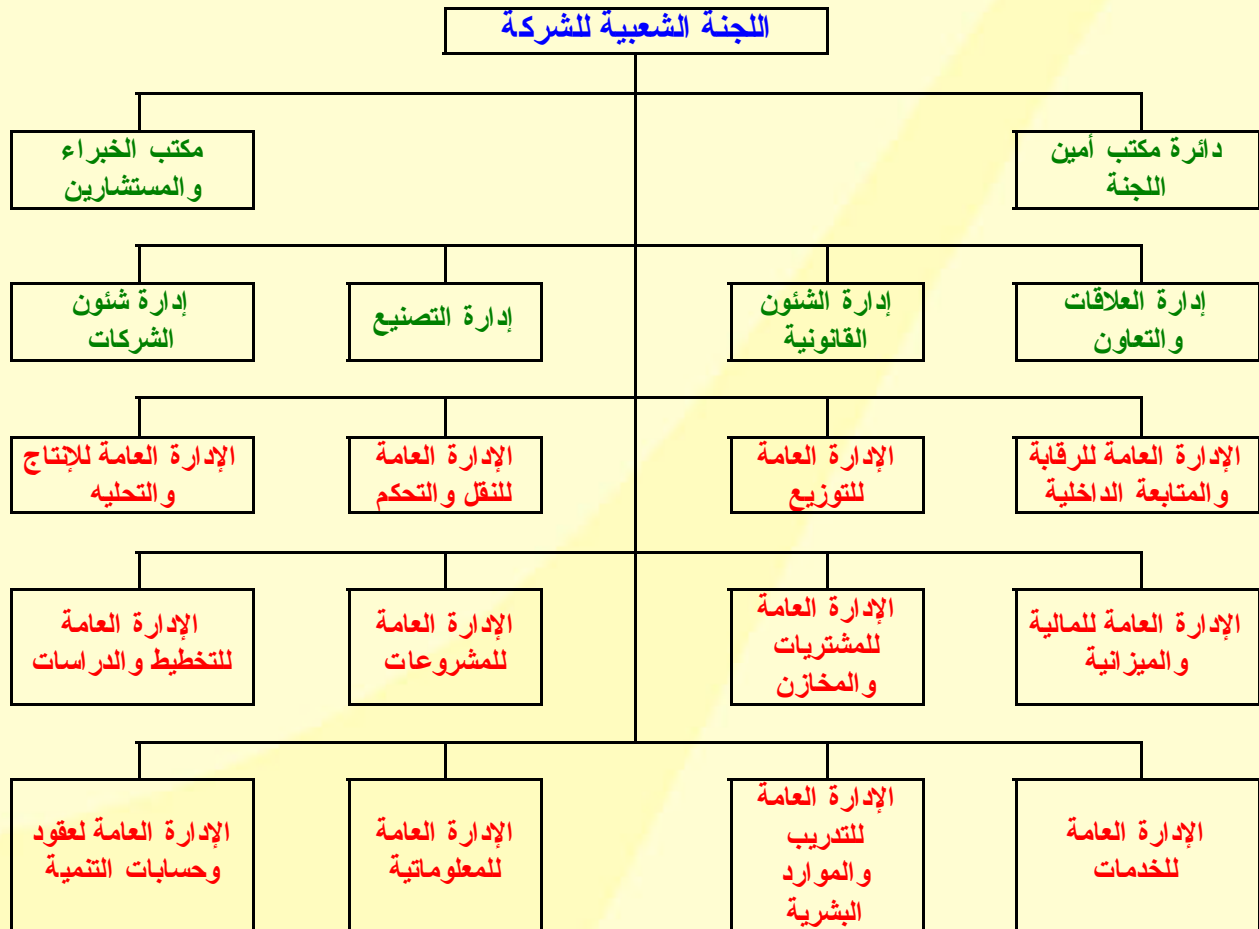 اللجنة الشعبية للشركة
دائرة مكتب أمين
اللجنة
مكتب الخبراء
والمستشارين
إدارة العلاقات
والتعاون
إدارة الشئون
القانونية
إدارة التصنيع
إدارة شئون
الشركات
الإدارة العامة للرقابة
والمتابعة الداخلية
الإدارة العامة
للتوزيع
الإدارة العامة
للنقل والتحكم
الإدارة العامة للإنتاج
والتحليه
الإدارة العامة للمالية
والميزانية
الإدارة العامة
للمشتريات
والمخازن
الإدارة العامة
للمشروعات
الإدارة العامة
للتخطيط والدراسات
الإدارة العامة
للخدمات
الإدارة العامة
للتدريب
والموارد
البشرية
الإدارة العامة
للمعلوماتية
الإدارة العامة لعقود
وحسابات التنمية